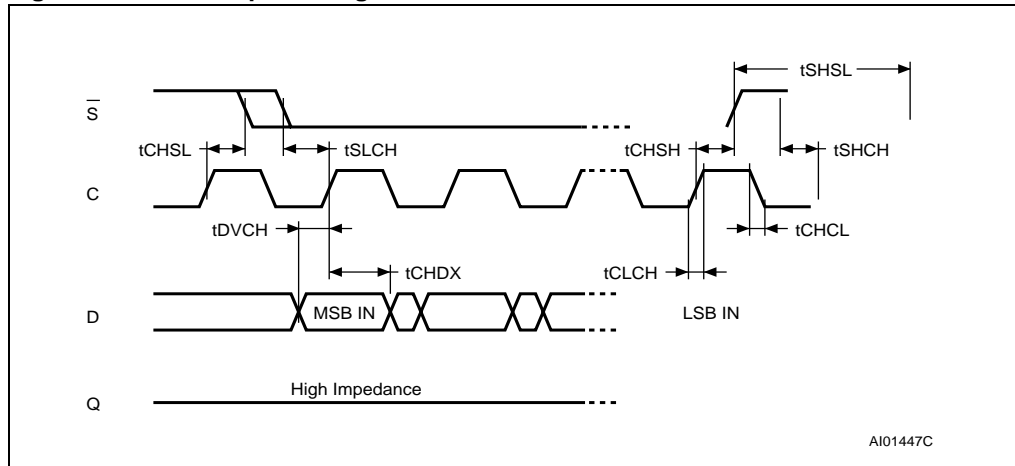 tSHSL
S
tCHSL
tSLCH
tCHSH
tSHCH
C
tDVCH
tCHCL
tCHDX
tCLCH
D
MSB IN
LSB IN
High Impedance
Q
AI01447C